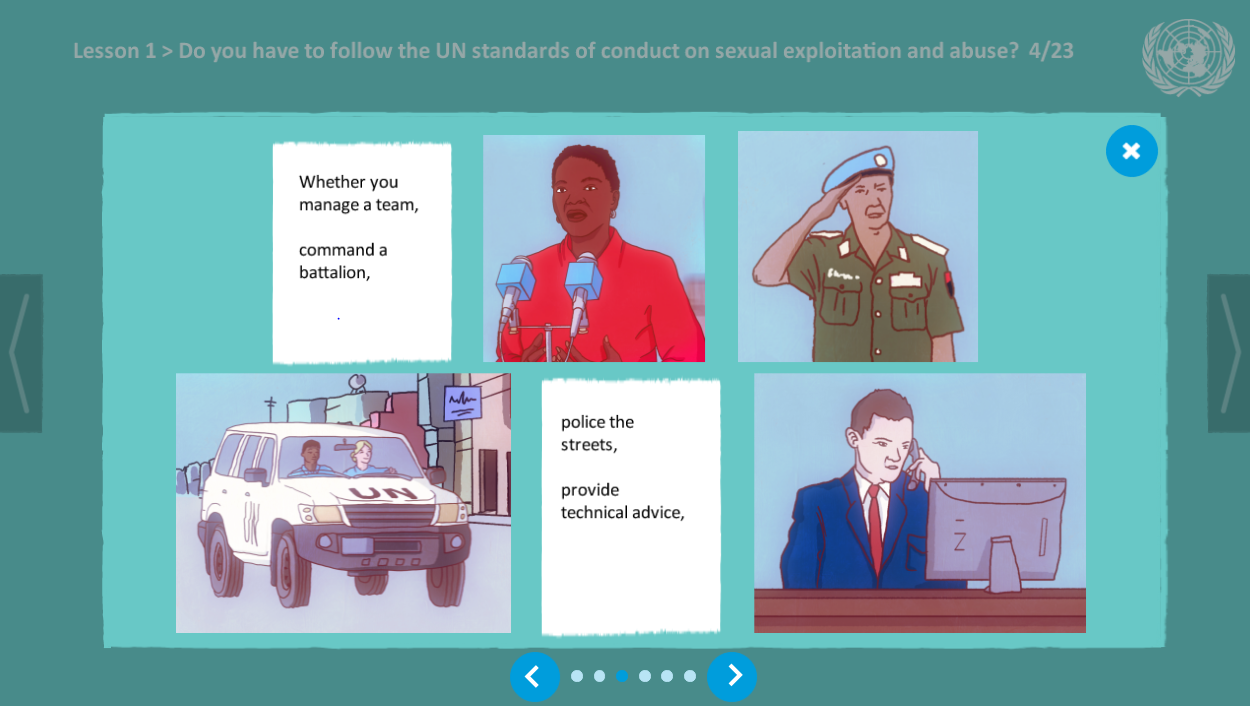 Lesson 1 > Do you have to follow the UN standards of conduct on sexual exploitation and abuse? 4/23
Whether you
manage a team,
command a
battalion,
.
UN
police the
streets,
provide
technical advice,
Z